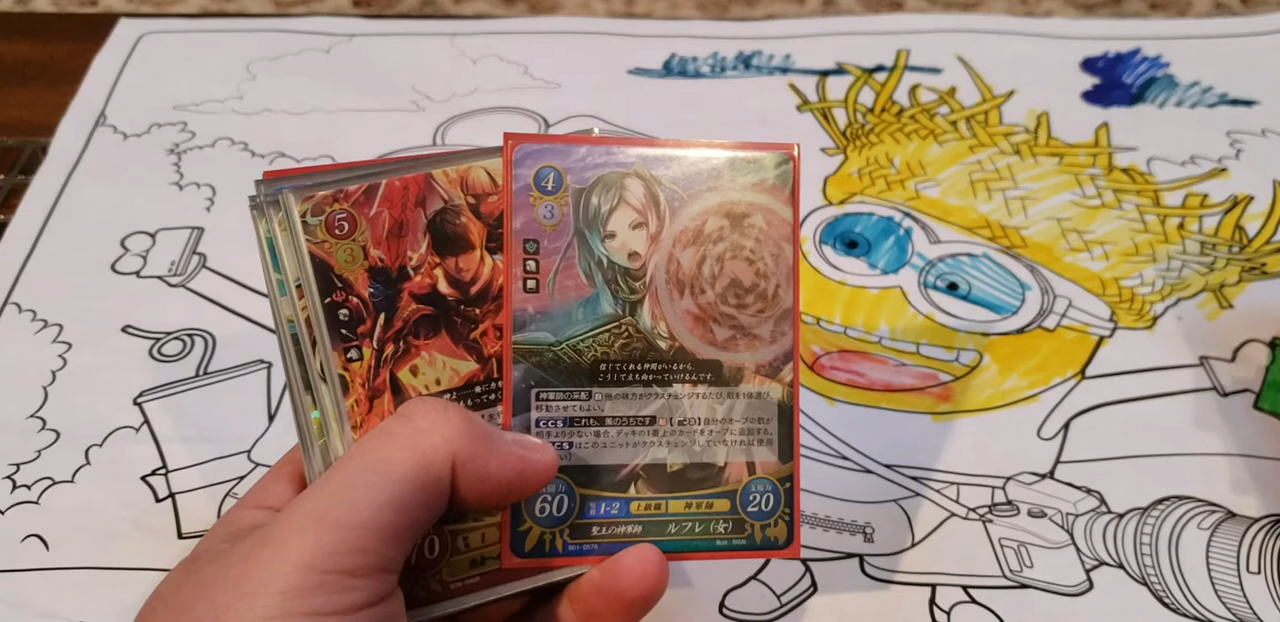 5
3
4
3
信じてくれる仲間がいるから、
こうして立ち向かっていけるんです。
神軍師の采配 他の味方がクラスチェンジするたび、敵を1体選び、
移動させてもよい。
CCS これも、策のうちです 自分のオーブの数が
相手より少ない場合、デッキの1番上のカードをオーブに追加する。
はこのユニットがクラスチェンジしていなければ使用
い）
60
射程 1-2
上級職
神軍師
支援力
20
聖王の神軍師
ルフレ(女)
B01-057R
70